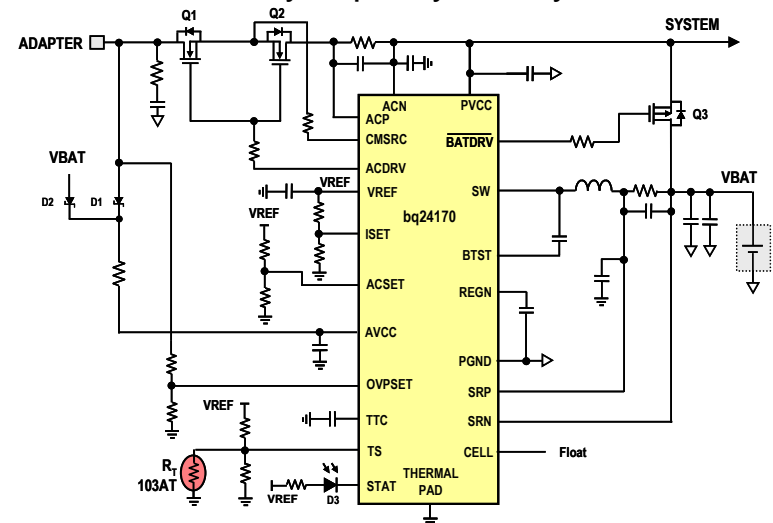 Q1
Q2
SYSTEM
ADAPTER
ACN
PVCC
ACP
CMSRC
BATDRV
Q3
ACDRV
VBAT
VREF
VREF
SW
VBAT
D2
D1
VREF
bq24170
ISET
BTST
ACSET
REGN
AVCC
PGND
OVPSET
SRP
VREF
TTC
SRN
TS
CELL
Float
RT
103AT
THERMAL
PAD
STAT
VREF
D3